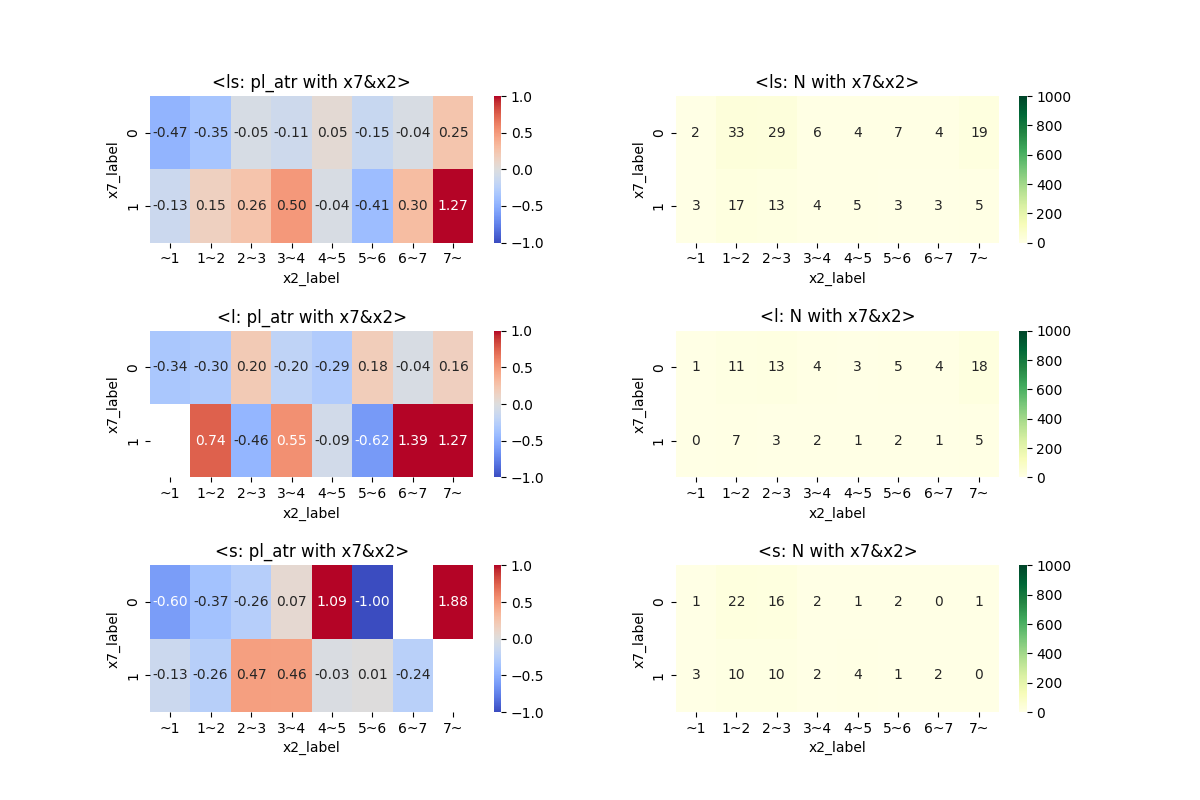 <ls: pl_atr with x7&x2>
x7_label
0
-0.47 -0.35 -0.05 -0.11 0.05 -0.15 -0.04 0.25
1
-0.13 0.15 0.26 0.50 -0.04 -0.41 0.30 1.27
~1 1~2 2~3 3~4 4~5 5~6 6~7 7~
x2_label
1.0
0.5
0.0
−0.5
−1.0
<ls: N with x7&x2>
x7_label
0
2 33 29 6 4 7 4 19
1
3 17 13 4 5 3 3 5
~1 1~2 2~3 3~4 4~5 5~6 6~7 7~
x2_label
1000
800
600
400
200
0
<l: pl_atr with x7&x2>
x7_label
0
-0.34 -0.30 0.20 -0.20 -0.29 0.18 -0.04 0.16
1
0.74 -0.46 0.55 -0.09 -0.62 1.39 1.27
~1 1~2 2~3 3~4 4~5 5~6 6~7 7~
x2_label
1.0
0.5
0.0
−0.5
−1.0
<l: N with x7&x2>
x7_label
0
1 11 13 4 3 5 4 18
1
0 7 3 2 1 2 1 5
~1 1~2 2~3 3~4 4~5 5~6 6~7 7~
x2_label
1000
800
600
400
200
0
<s: pl_atr with x7&x2>
x7_label
0
-0.60 -0.37 -0.26 0.07 1.09 -1.00 1.88
1
-0.13 -0.26 0.47 0.46 -0.03 0.01 -0.24
~1 1~2 2~3 3~4 4~5 5~6 6~7 7~
x2_label
1.0
0.5
0.0
−0.5
−1.0
<s: N with x7&x2>
x7_label
0
1 22 16 2 1 2 0 1
1
3 10 10 2 4 1 2 0
~1 1~2 2~3 3~4 4~5 5~6 6~7 7~
x2_label
1000
800
600
400
200
0